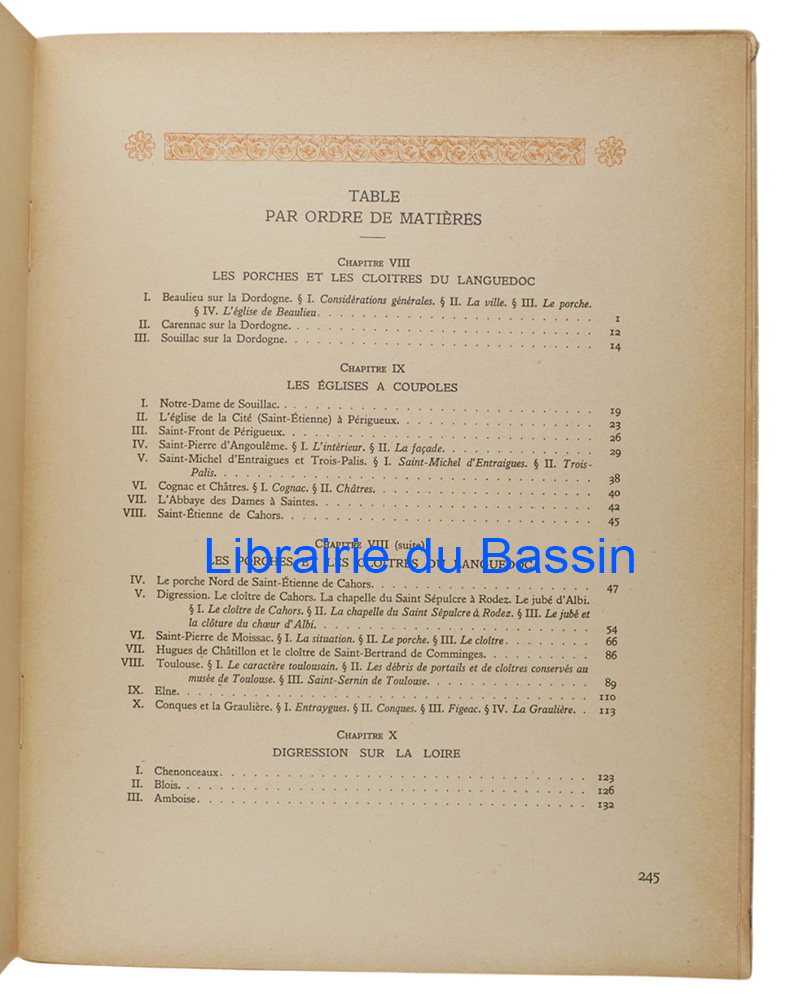 TABLE
PAR ORDRE DE MATIÈRES
CHAPITRE VIII
LES PORCHES ET LES CLOITRES DU LANGUEDOC
I. Beaulieu sur la Dordogne. § I. Considérations générales. § II. La ville. § III. Le porche.
§ IV. L'église de Beaulieu. 1
II. Carennac sur la Dordogne. 12
III. Souillac sur la Dordogne. 14
CHAPITRE IX
LES ÉGLISES A COUPOLES
I. Notre-Dame de Souillac. 19
II. L'église de la Cité (Saint-Étienne) à Périgueux. 23
III. Saint-Front de Périgueux. 26
IV. Saint-Pierre d'Angoulême. § I. L'intérieur. § II. La façade. 29
V. Saint-Michel d'Entraigues et Trois-Palis. § I. Saint-Michel d'Entraigues. § II. Trois-
Palis. 38
VI. Cognac et Châtres. § I. Cognac. § II. Châtres. 40
VII. L'Abbaye des Dames à Saintes. 42
VIII. Saint-Étienne de Cahors. 45
CHAPITRE VIII (suite)
Librairie du Bassin
LES PORCHES ET LES CLOITRES DU LANGUEDOC
IV. Le porche Nord de Saint-Étienne de Cahors. 47
V. Digression. Le cloître de Cahors. La chapelle du Saint Sépulcre à Rodez. Le jubé d'Albi.
§ I. Le cloître de Cahors. § II. La chapelle du Saint Sépulcre à Rodez. § III. Le jubé et
la clôture du chœur d'Albi. 54
VI. Saint-Pierre de Moissac. § I. La situation. § II. Le porche. § III. Le cloître. 66
VII. Hugues de Châtillon et le cloître de Saint-Bertrand de Comminges. 86
VIII. Toulouse. § I. Le caractère toulousain. § II. Les débris de portails et de cloîtres conservés au
musée de Toulouse. § III. Saint-Sernin de Toulouse. 89
IX. Elne. 110
X. Conques et la Graulière. § I. Entraygues. § II. Conques. § III. Figeac. § IV. La Graulière. 113
CHAPITRE X
DIGRESSION SUR LA LOIRE
I. Chenonceaux. 123
II. Blois. 126
III. Amboise. 132
245